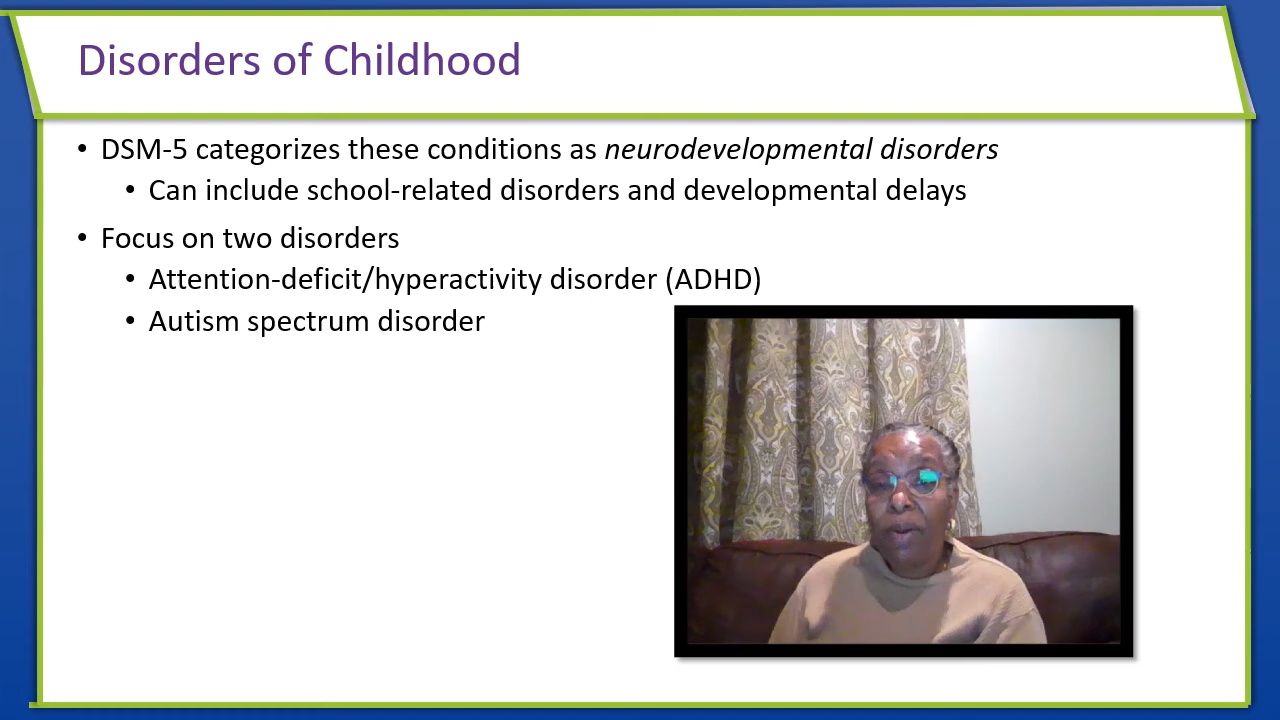 Disorders of Childhood
• DSM-5 categorizes these conditions as neurodevelopmental disorders
• Can include school-related disorders and developmental delays
• Focus on two disorders
• Attention-deficit/hyperactivity disorder (ADHD)
• Autism spectrum disorder